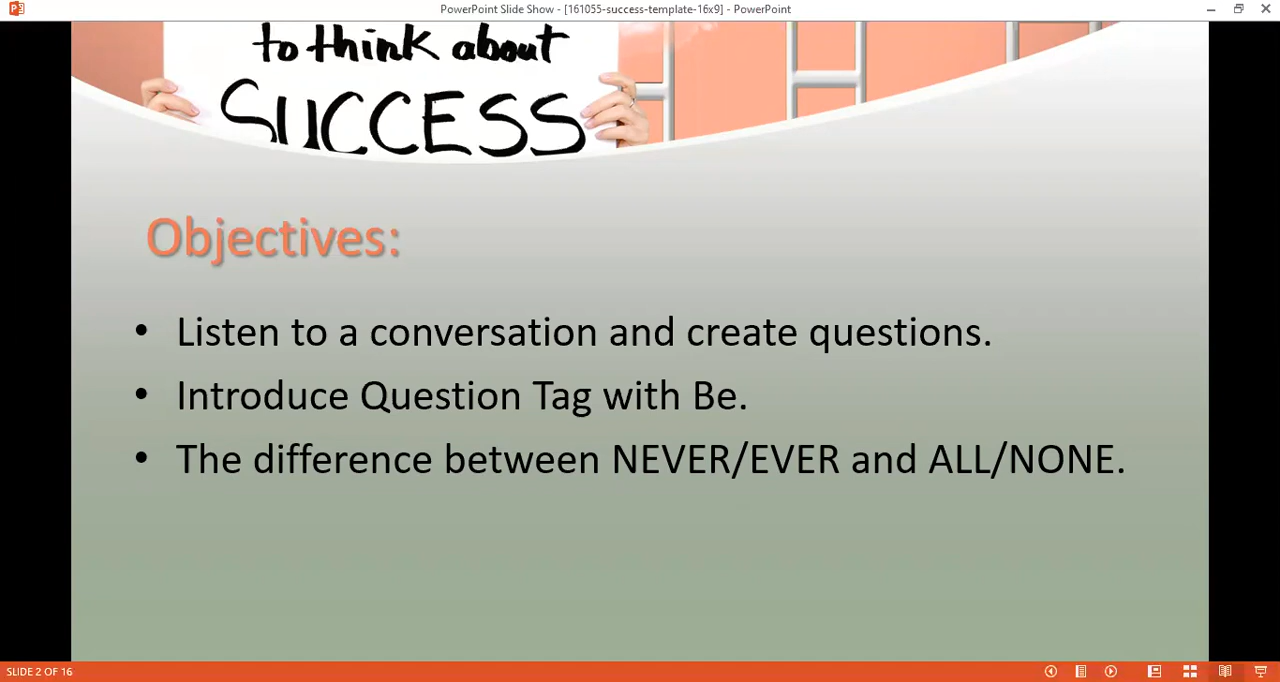 PowerPoint Slide Show - [161055-success-template-16x9] - PowerPoint
to think about
SUCCESS
Objectives:
• Listen to a conversation and create questions.
• Introduce Question Tag with Be.
• The difference between NEVER/EVER and ALL/NONE.
SLIDE 2 OF 16